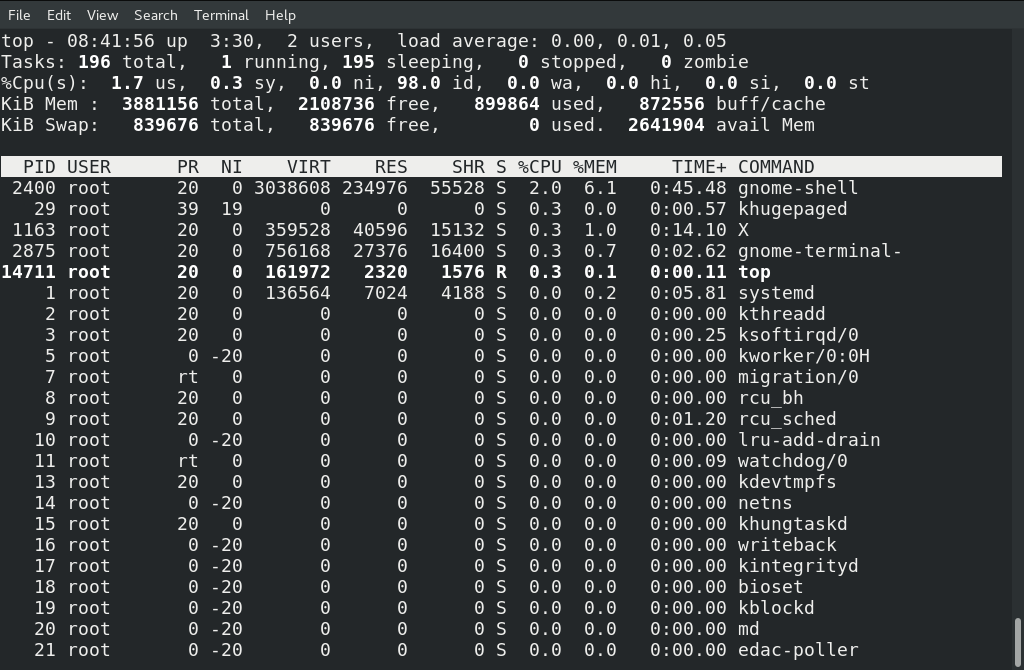 File Edit View Search Terminal Help
top - 08:41:56 up  3:30,  2 users,  load average: 0.00, 0.01, 0.05
Tasks: 196 total,   1 running, 195 sleeping,   0 stopped,   0 zombie
%Cpu(s):  1.7 us,  0.3 sy,  0.0 ni, 98.0 id,  0.0 wa,  0.0 hi,  0.0 si,  0.0 st
KiB Mem :  3881156 total,  2108736 free,   899864 used,   872556 buff/cache
KiB Swap:   839676 total,   839676 free,        0 used.  2641904 avail Mem
  PID USER      PR  NI    VIRT    RES    SHR S %CPU %MEM     TIME+ COMMAND
 2400 root      20   0 3038608 234976  55528 S  2.0  6.1   0:45.48 gnome-shell
   29 root      39  19       0      0      0 S  0.3  0.0   0:00.57 khugepaged
 1163 root      20   0  359528  40596  15132 S  0.3  1.0   0:14.10 X
 2875 root      20   0  756168  27376  16400 S  0.3  0.7   0:02.62 gnome-terminal-
14711 root      20   0  161972   2320   1576 R  0.3  0.1   0:00.11 top
    1 root      20   0  136564   7024   4188 S  0.0  0.2   0:05.81 systemd
    2 root      20   0       0      0      0 S  0.0  0.0   0:00.00 kthreadd
    3 root      20   0       0      0      0 S  0.0  0.0   0:00.25 ksoftirqd/0
    5 root       0 -20       0      0      0 S  0.0  0.0   0:00.00 kworker/0:0H
    7 root      rt   0       0      0      0 S  0.0  0.0   0:00.00 migration/0
    8 root      20   0       0      0      0 S  0.0  0.0   0:00.00 rcu_bh
    9 root      20   0       0      0      0 S  0.0  0.0   0:01.20 rcu_sched
   10 root       0 -20       0      0      0 S  0.0  0.0   0:00.00 lru-add-drain
   11 root      rt   0       0      0      0 S  0.0  0.0   0:00.09 watchdog/0
   13 root      20   0       0      0      0 S  0.0  0.0   0:00.00 kdevtmpfs
   14 root       0 -20       0      0      0 S  0.0  0.0   0:00.00 netns
   15 root      20   0       0      0      0 S  0.0  0.0   0:00.00 khungtaskd
   16 root       0 -20       0      0      0 S  0.0  0.0   0:00.00 writeback
   17 root       0 -20       0      0      0 S  0.0  0.0   0:00.00 kintegrityd
   18 root       0 -20       0      0      0 S  0.0  0.0   0:00.00 bioset
   19 root       0 -20       0      0      0 S  0.0  0.0   0:00.00 kblockd
   20 root       0 -20       0      0      0 S  0.0  0.0   0:00.00 md
   21 root       0 -20       0      0      0 S  0.0  0.0   0:00.00 edac-poller